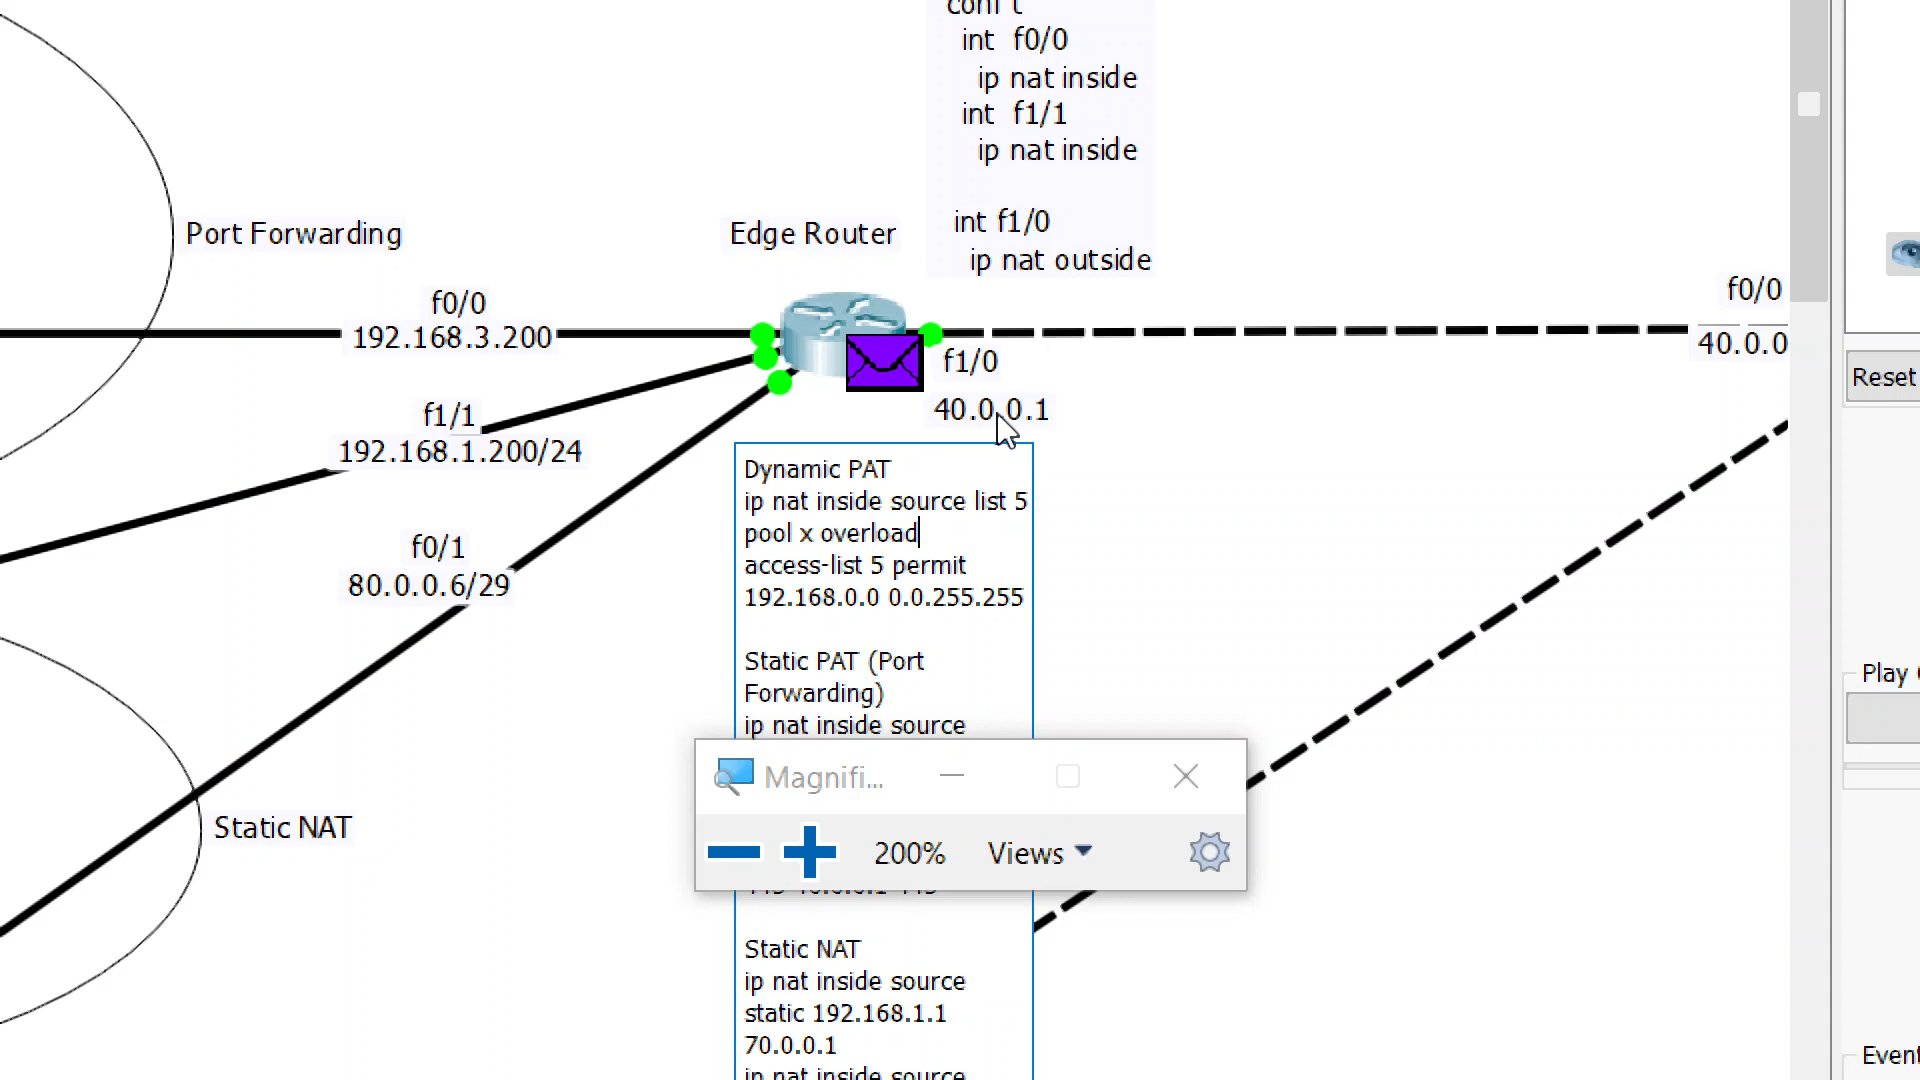 conf t
int f0/0
ip nat inside
int f1/1
ip nat inside
int f1/0
ip nat outside
Port Forwarding
Edge Router
f0/0
192.168.3.200
f0/0
40.0.0
f1/0
40.0.0.1
Reset
f1/1
192.168.1.200/24
f0/1
80.0.0.6/29
Dynamic PAT
ip nat inside source list 5
pool x overload
access-list 5 permit
192.168.0.0 0.0.255.255
Static PAT (Port
Forwarding)
ip nat inside source
Play
Magnifi...
200% Views
Static NAT
Static NAT
ip nat inside source
static 192.168.1.1
70.0.0.1
ip nat inside source
Event